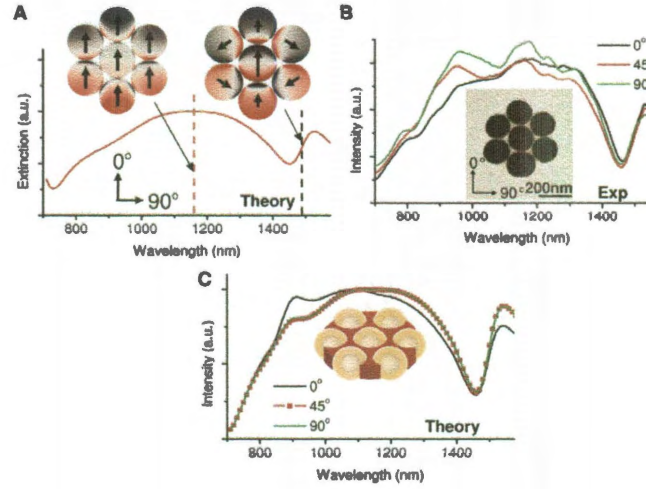 A
Extinction (a.u.)
0°
90°
Theory
800
1000
1200
1400
Wavelength (nm)
B
Intensity (a.u.)
0°
45°
90°
0°
90°
200nm
Exp
800
1000
1200
1400
Wavelength (nm)
C
Intensity (a.u.)
0°
45°
90°
Theory
800
1000
1200
1400
Wavelength (nm)